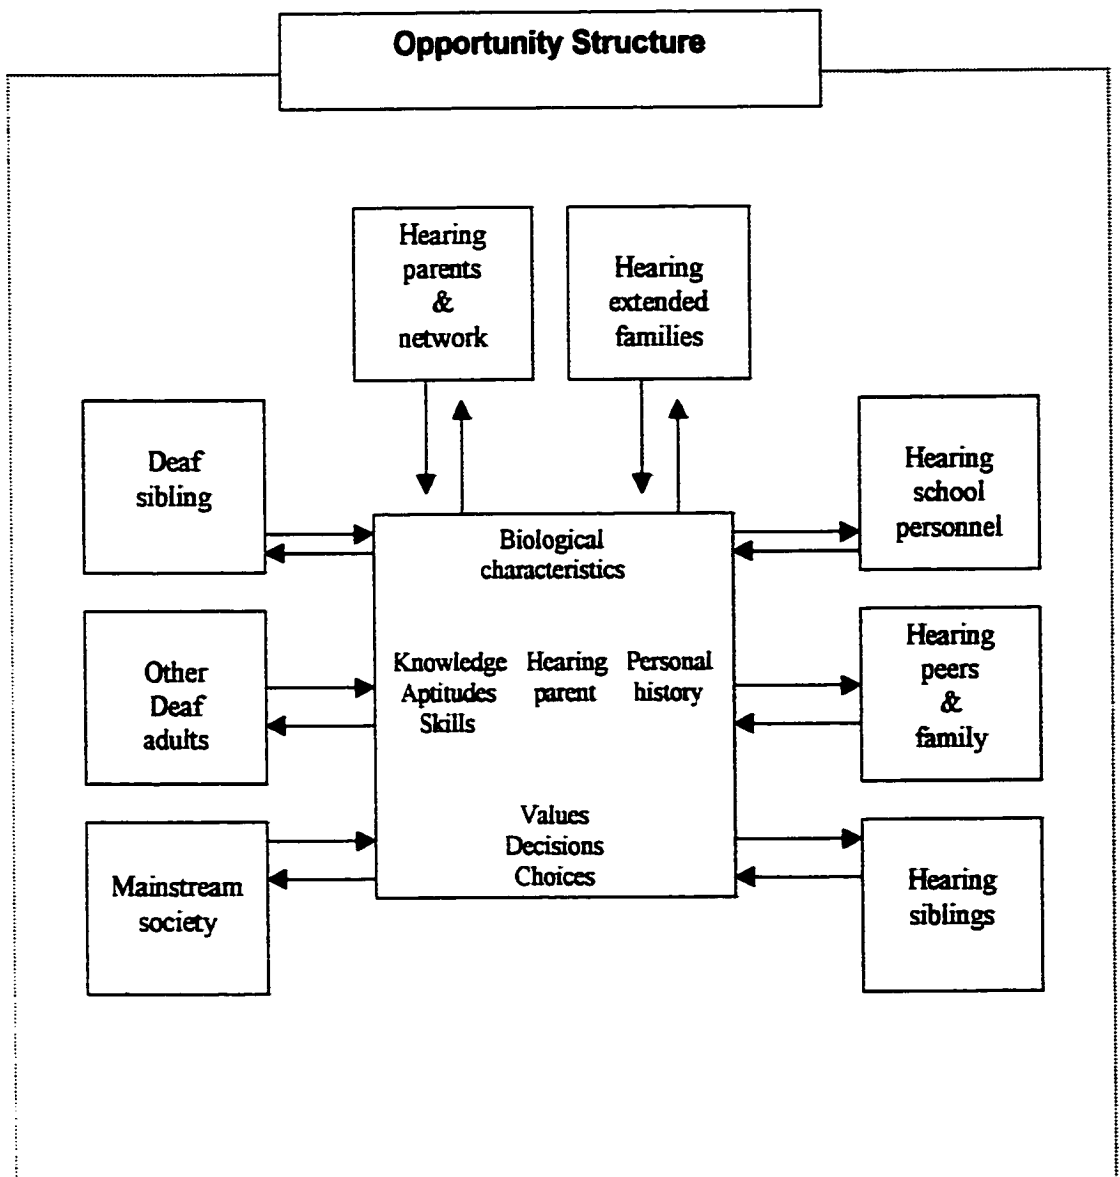 Opportunity Structure
Hearing
parents
&
network
Hearing
extended
families
Deaf
sibling
Hearing
school
personnel
Biological
characteristics
Other
Deaf
adults
Knowledge
Aptitudes
Skills
Hearing
parent
Personal
history
Hearing
peers
&
family
Mainstream
society
Values
Decisions
Choices
Hearing
siblings